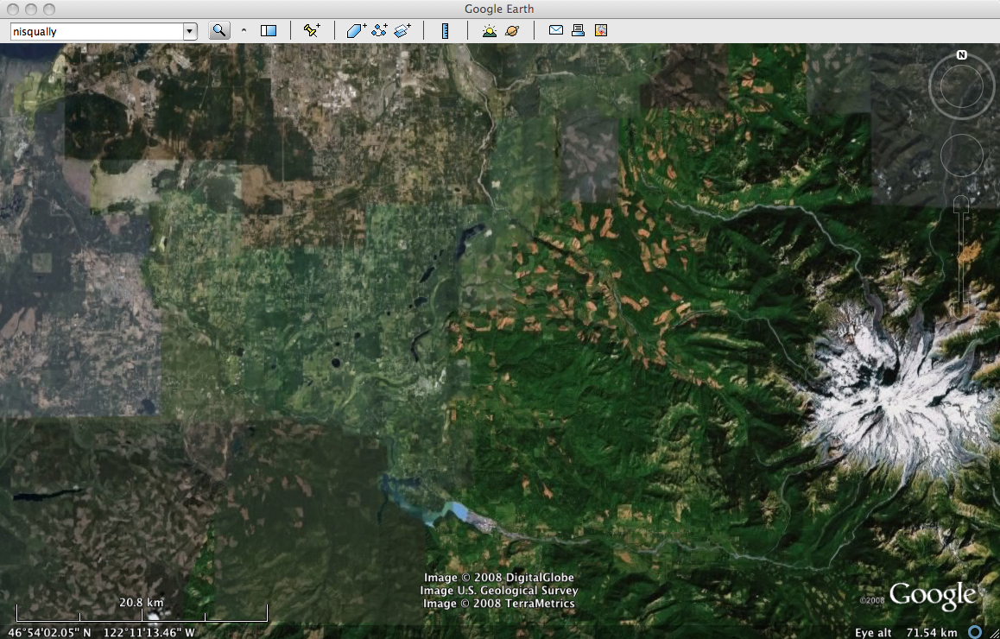 Google Earth
nisqually
N
Image © 2008 DigitalGlobe
Image U.S. Geological Survey
Image © 2008 TerraMetrics
©2008 Google™
20.8 km
46°54'02.05" N 122°11'13.46" W
Eye alt 71.54 km